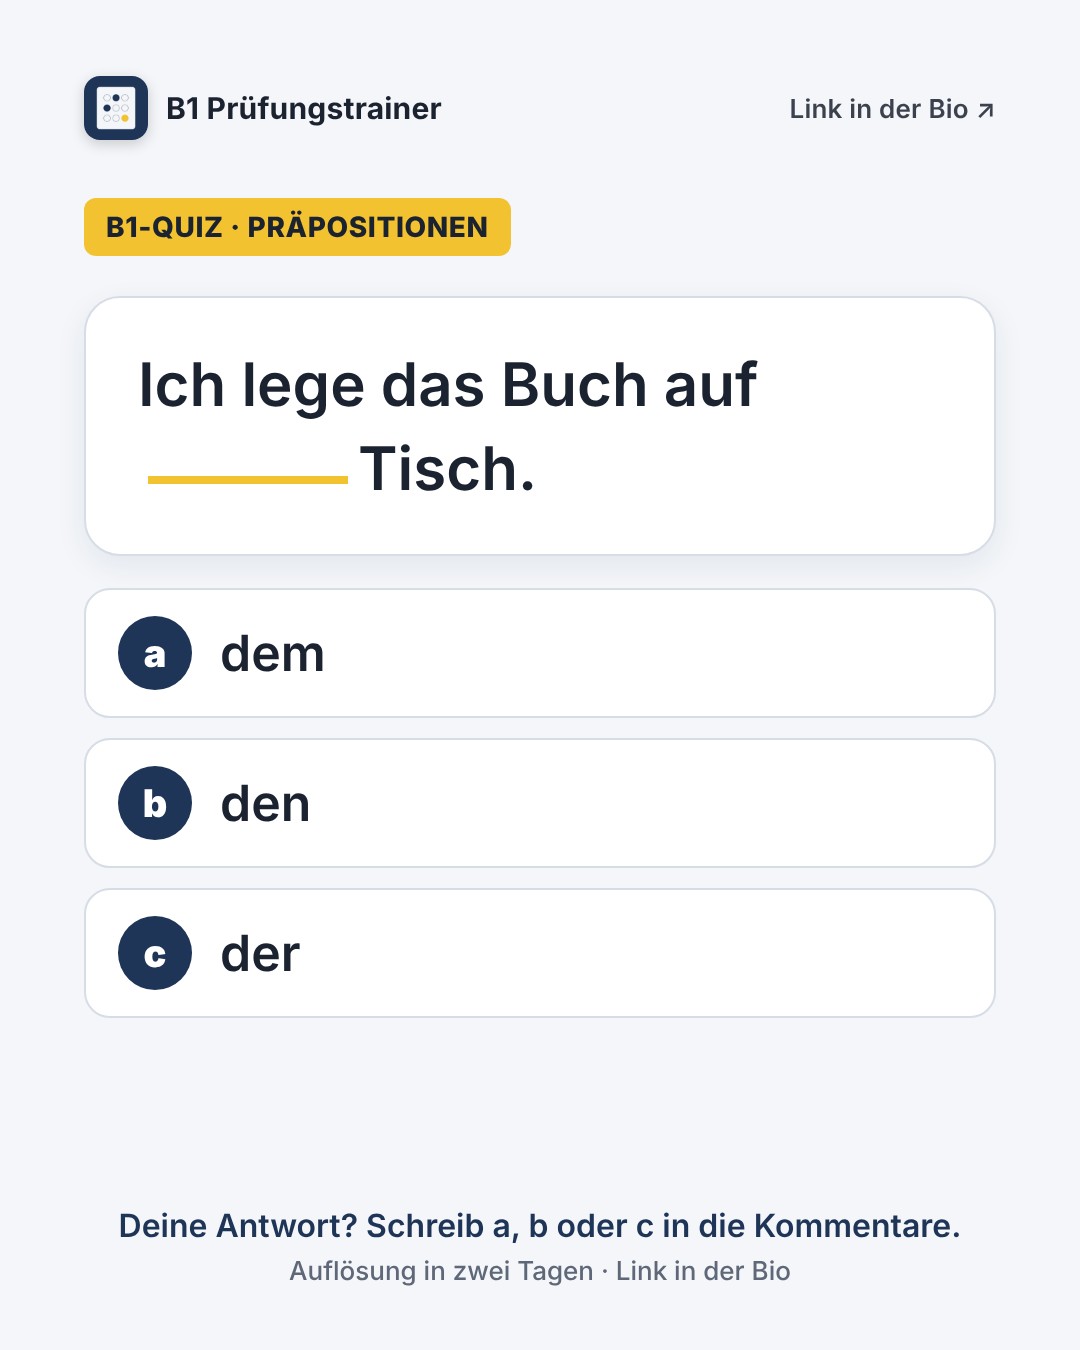 B1 Prüfungstrainer
Link in der Bio ↗
B1-QUIZ · PRÄPOSITIONEN
Ich lege das Buch auf
______ Tisch.
a dem
b den
c der
Deine Antwort? Schreib a, b oder c in die Kommentare.
Auflösung in zwei Tagen · Link in der Bio